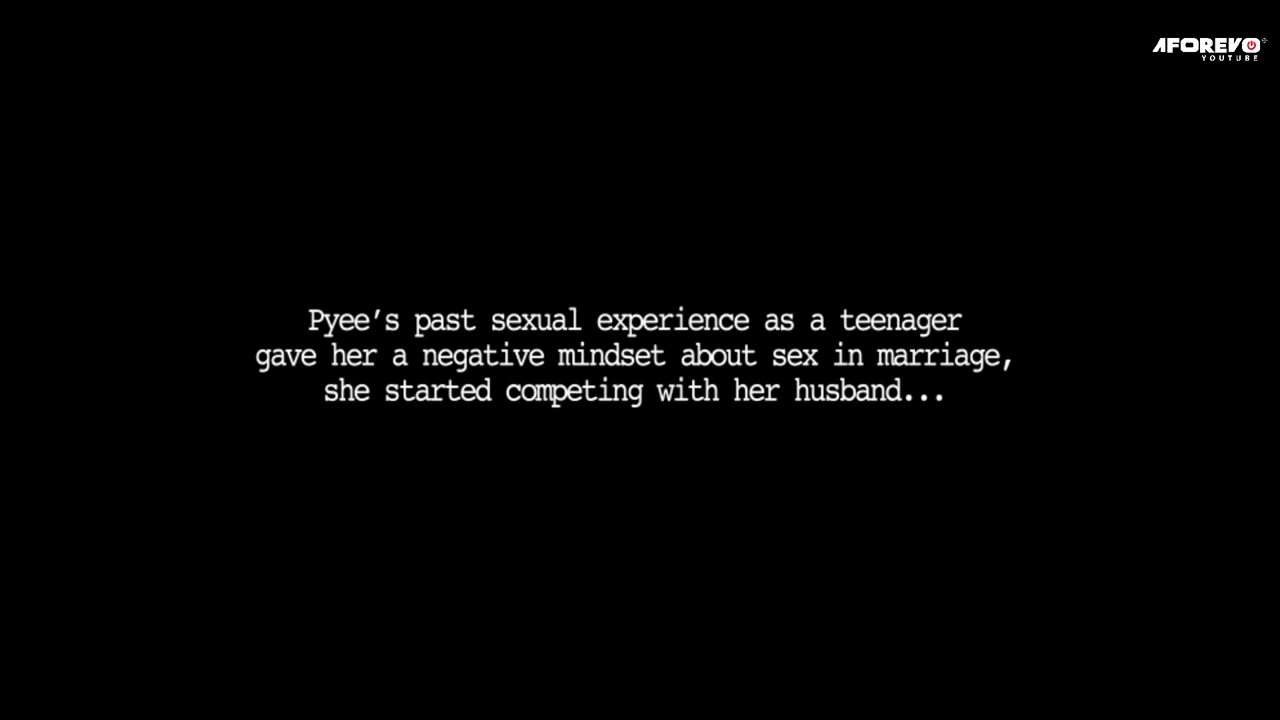 AFOREVO
YOUTUBE
Pyee's past sexual experience as a teenager
gave her a negative mindset about sex in marriage,
she started competing with her husband...